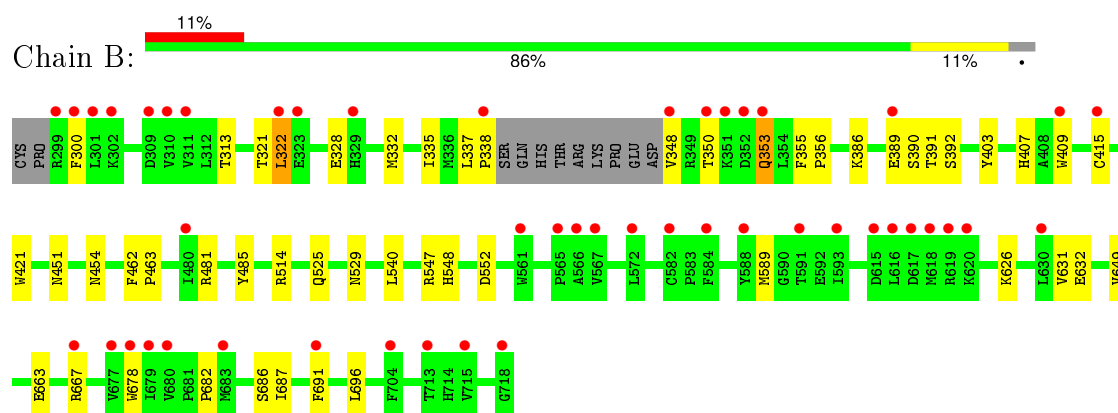 11%
Chain B:
86%
11%
•
CYS PRO R299 F300 L301 K302 D309 V310 V311 L312 T313 T321 L322 E323 E328 H329 M332 I335 M336 L337 P338 SER GLN HIS THR ARG LYS PRO GLU ASP V348 R349 T350 K351 D352 Q353 L354 F355 P356 K386 E389 S390 T391 S392 Y403 H407 A408 W409 C415
W421 N451 N454 F462 P463 I480 R481 Y485 R514 Q525 N529 L540 R547 H548 D552 W561 P565 A566 V567 L572 C582 P583 F584 Y588 M589 G590 T591 E592 I593 D615 L616 D617 M618 R619 K620 K626 L630 V631 E632 V649
E663 R667 V677 W678 I679 V680 P681 P682 M683 S686 I687 F691 L696 F704 T713 H714 V715 G718